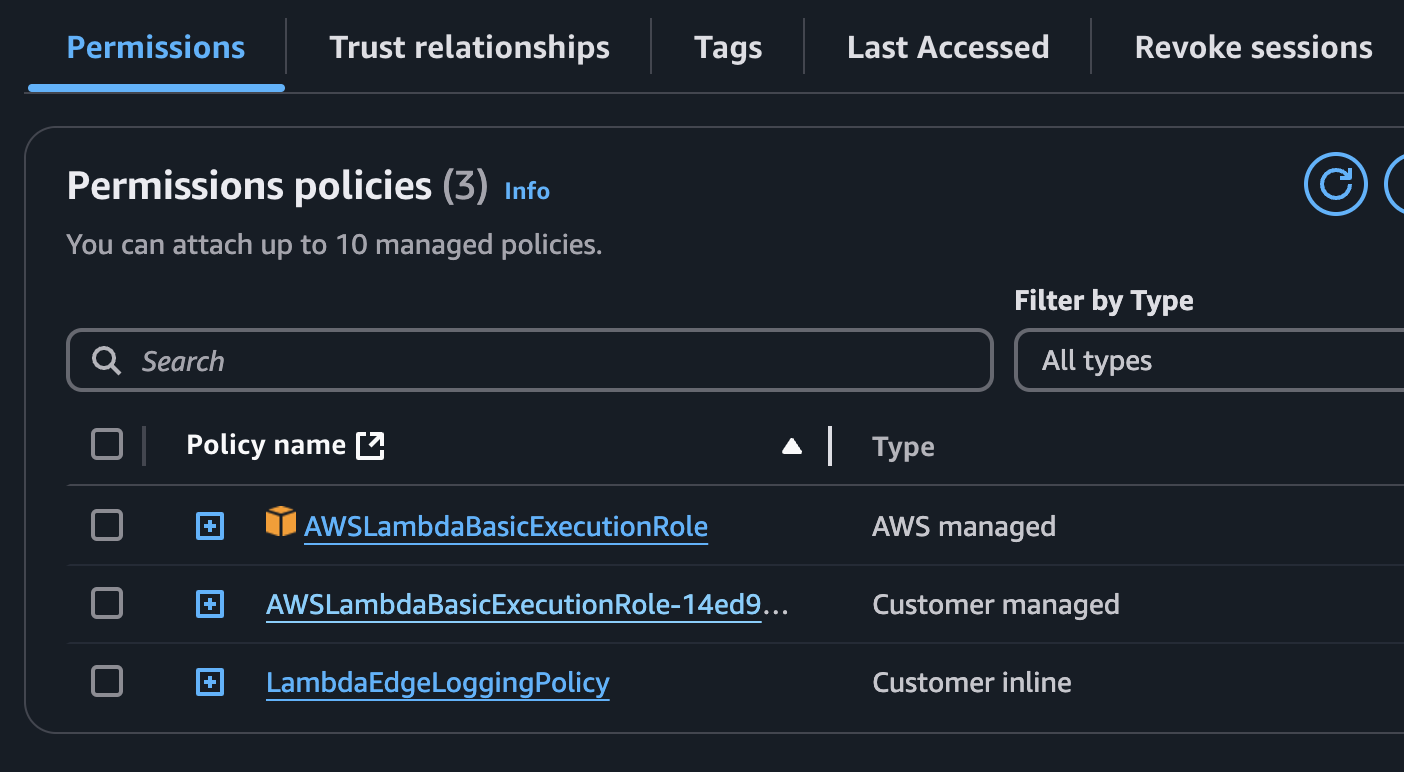 Permissions Trust relationships Tags Last Accessed Revoke sessions
Permissions policies (3) Info
You can attach up to 10 managed policies.
Filter by Type
Search All types
Policy name Type
AWSLambdaBasicExecutionRole AWS managed
AWSLambdaBasicExecutionRole-14ed9... Customer managed
LambdaEdgeLoggingPolicy Customer inline